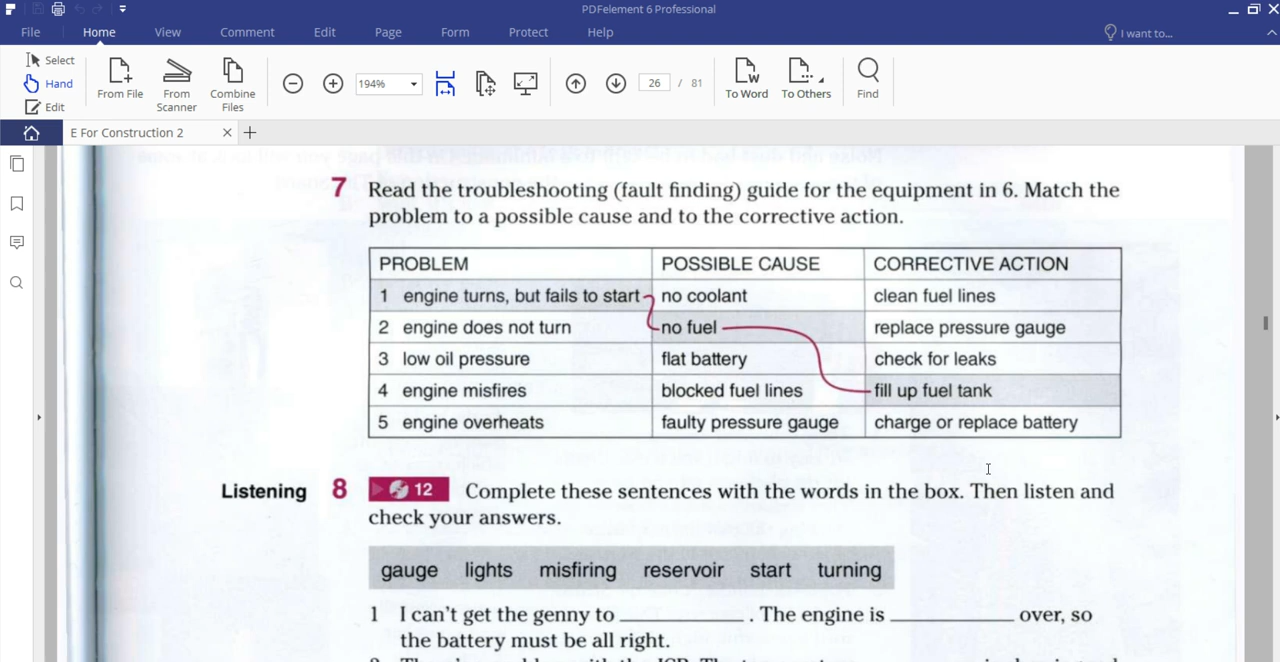 PDFelement 6 Professional
File Home View Comment Edit Page Form Protect Help I want to...
Select
Hand
Edit
From File
From Scanner
Combine Files
194%
26 / 81
To Word
To Others
Find
E For Construction 2
7 Read the troubleshooting (fault finding) guide for the equipment in 6. Match the
problem to a possible cause and to the corrective action.
PROBLEM POSSIBLE CAUSE CORRECTIVE ACTION
1 engine turns, but fails to start no coolant clean fuel lines
2 engine does not turn no fuel replace pressure gauge
3 low oil pressure flat battery check for leaks
4 engine misfires blocked fuel lines fill up fuel tank
5 engine overheats faulty pressure gauge charge or replace battery
Listening 8 12 Complete these sentences with the words in the box. Then listen and
check your answers.
gauge lights misfiring reservoir start turning
1 I can't get the genny to ____________ . The engine is ____________ over, so
the battery must be all right.